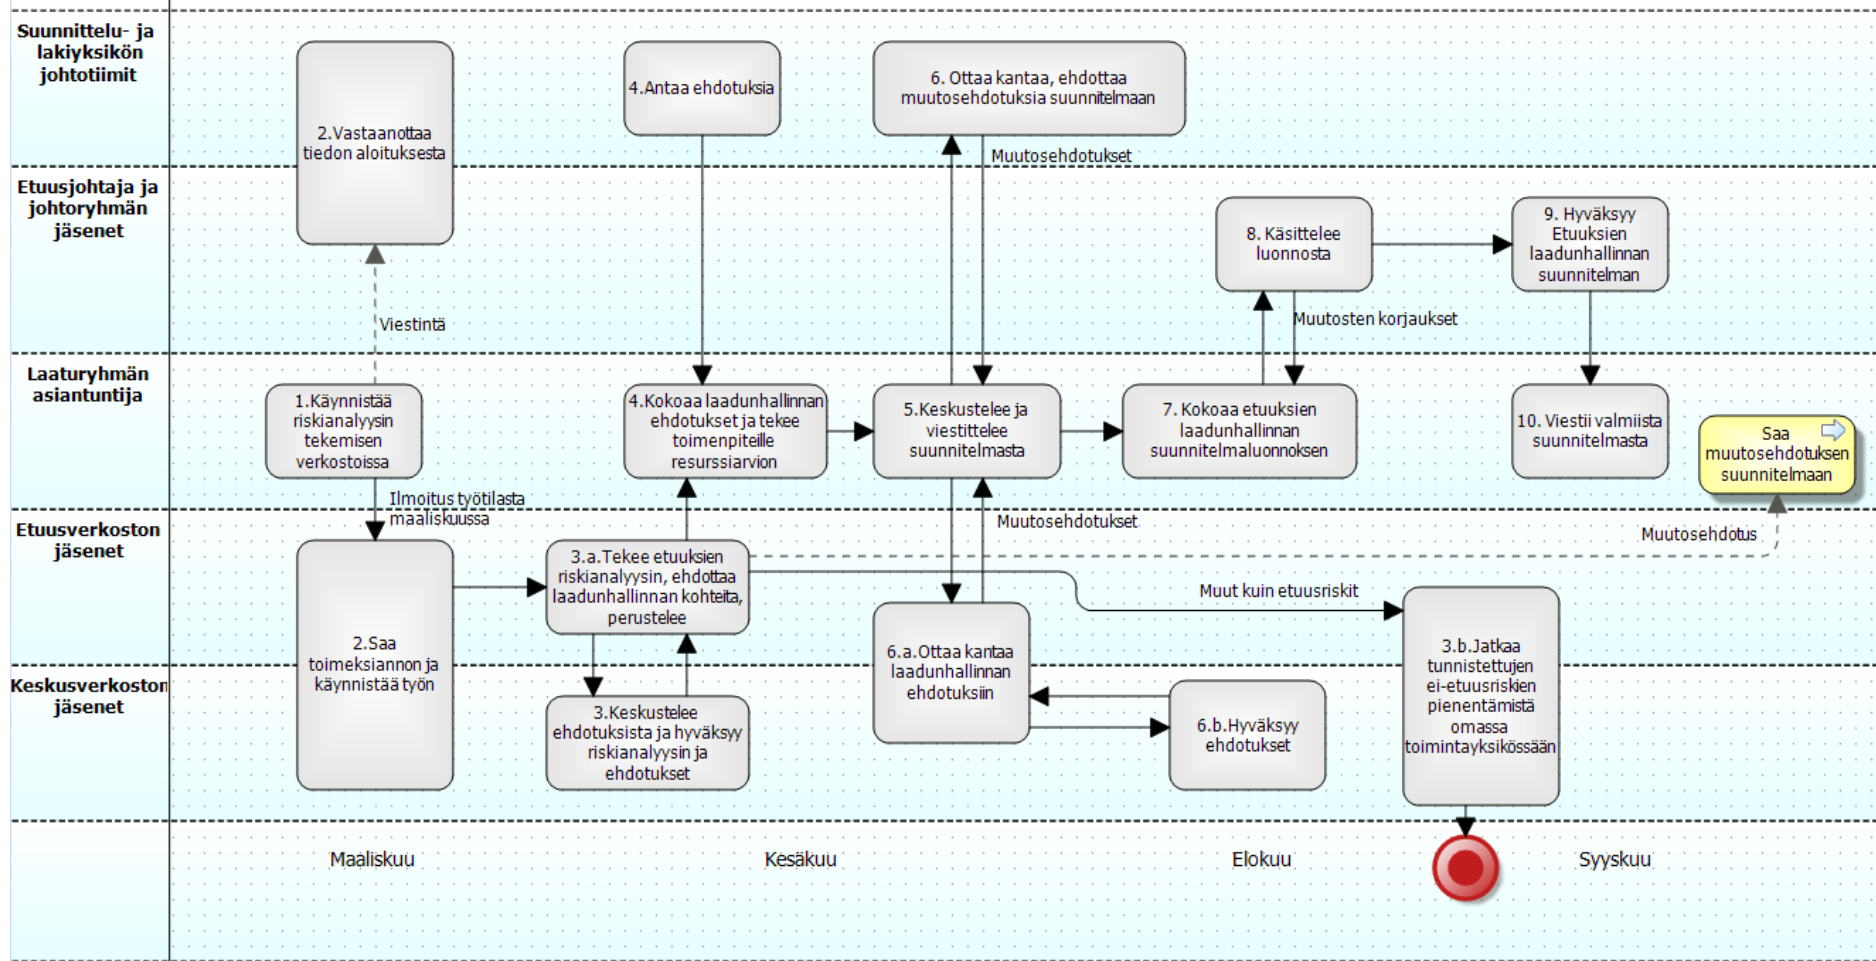 Suunnittelu- ja
lakiyksikön
johtotiimit
2.Vastaanottaa
tiedon aloituksesta
4.Antaa ehdotuksia
6. Ottaa kantaa, ehdottaa
muutosehdotuksia suunnitelmaan
Muutosehdotukset
Etuusjohtaja ja
johtoryhmän
jäsenet
Viestintä
8. Käsittelee
luonnosta
9. Hyväksyy
Etuuksien
laadunhallinnan
suunnitelman
Muutosten korjaukset
Laaturyhmän
asiantuntija
1.Käynnistää
riskianalyysin
tekemisen
verkostoissa
4.Kokoaa laadunhallinnan
ehdotukset ja tekee
toimenpiteille
resurssiarvion
5.Keskustelee ja
viestittelee
suunnitelmasta
7. Kokoaa etuuksien
laadunhallinnan
suunnitelmaluonnoksen
10. Viestii valmiista
suunnitelmasta
Saa
muutosehdotuksen
suunnitelmaan
Ilmoitus työtilasta
maaliskuussa
Muutosehdotukset
Muutosehdotus
Etuusverkoston
jäsenet
2.Saa
toimeksiannon ja
käynnistää työn
3.a.Tekee etuuksien
riskianalyysin, ehdottaa
laadunhallinnan kohteita,
perustelee
Muut kuin etuusriskit
6.a.Ottaa kantaa
laadunhallinnan
ehdotuksiin
3.b.Jatkaa
tunnistettujen
ei-etuusriskien
pienentämistä
omassa
toimintayksikössään
Keskusverkoston
jäsenet
3.Keskustelee
ehdotuksista ja hyväksyy
riskianalyysin ja
ehdotukset
6.b.Hyväksyy
ehdotukset
Maaliskuu
Kesäkuu
Elokuu
Syyskuu